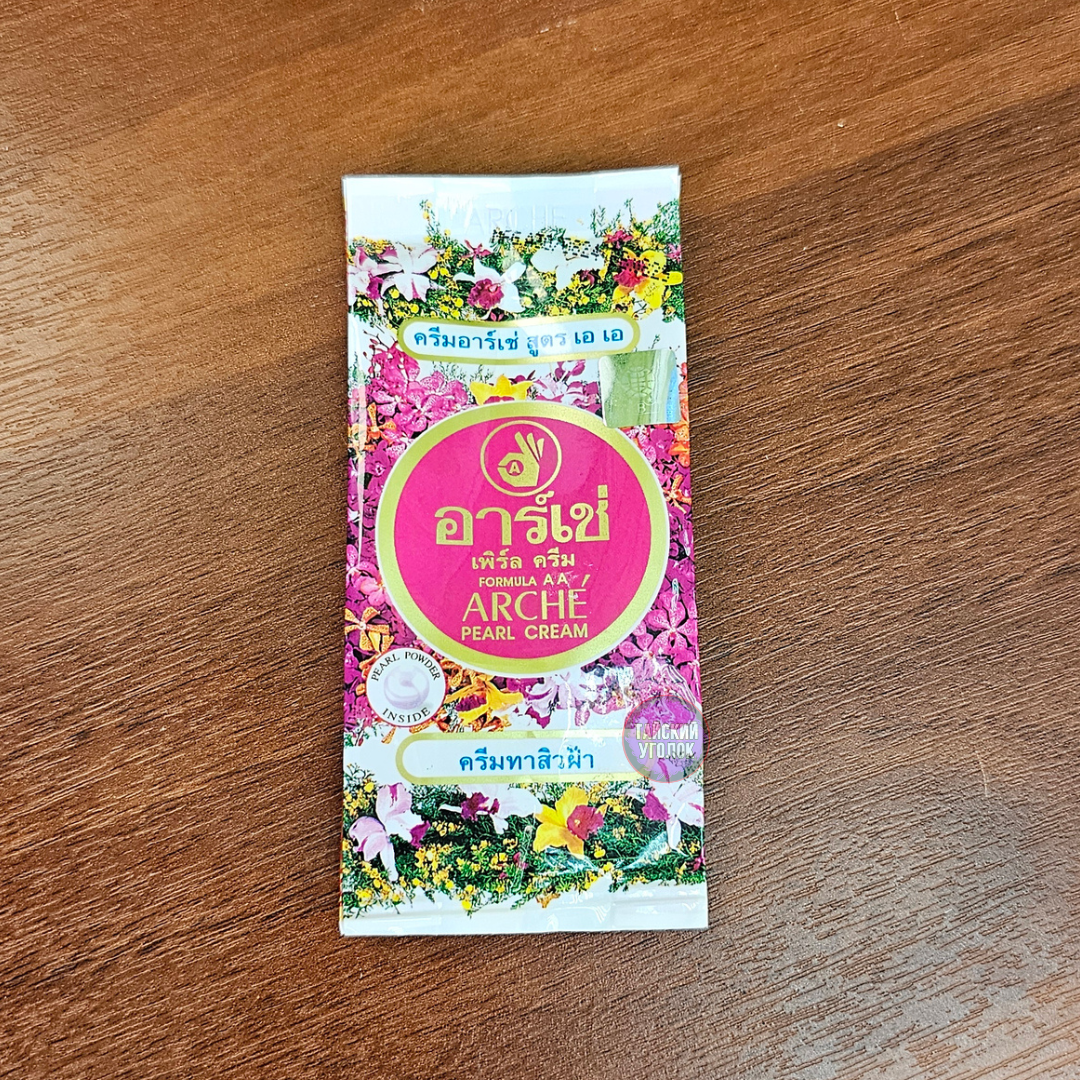 ARCHE
ครีมอาร์เช่ สูตร เอ เอ
A
อาร์เช่
เพิร์ล ครีม
FORMULA A A
ARCHÉ
PEARL CREAM
PEARL POWDER
INSIDE
ТАЙСКИЙ
УГОЛОК
ครีมทาสิวฝ้า